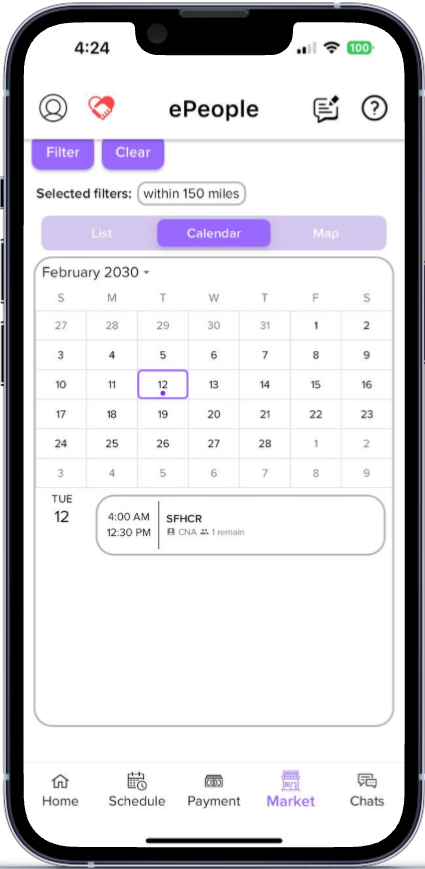 4:24
100
ePeople
Filter Clear
Selected filters: within 150 miles
List Calendar Map
February 2030
S M T W T F S
27 28 29 30 31 1 2
3 4 5 6 7 8 9
10 11 12 13 14 15 16
17 18 19 20 21 22 23
24 25 26 27 28 1 2
3 4 5 6 7 8 9
TUE
12
4:00 AM SFHCR
12:30 PM CNA 1 remain
Home Schedule Payment Market Chats